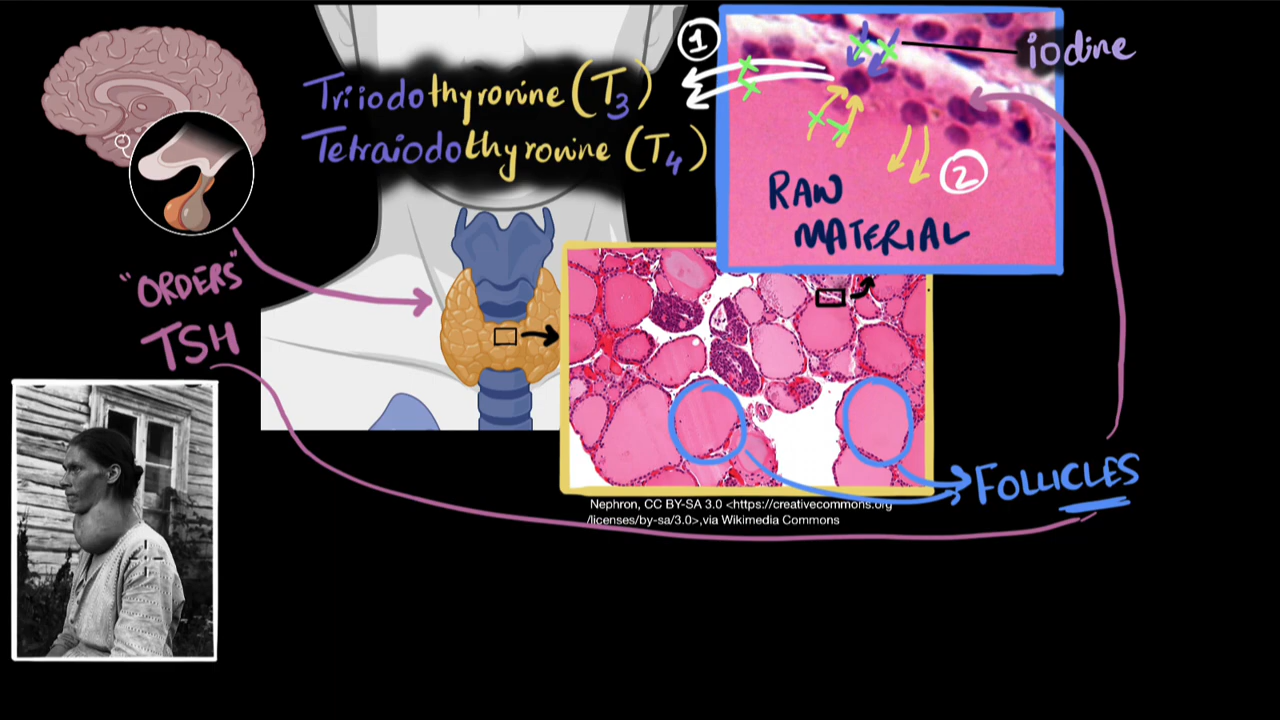 Triiodothyronine (T3)
Tetraiodothyronine (T4)
1
iodine
RAW
MATERIAL
2
"ORDERS"
TSH
FOLLICLES
Nephron, CC BY-SA 3.0 <https://creativecommons.org
/licenses/by-sa/3.0>,via Wikimedia Commons